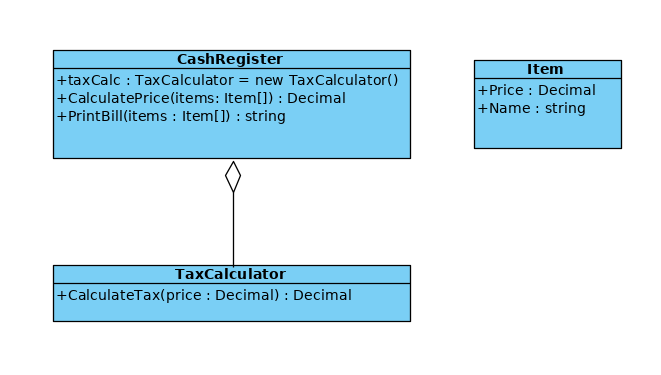 CashRegister
+taxCalc : TaxCalculator = new TaxCalculator()
+CalculatePrice(items: Item[]) : Decimal
+PrintBill(items : Item[]) : string
Item
+Price : Decimal
+Name : string
TaxCalculator
+CalculateTax(price : Decimal) : Decimal